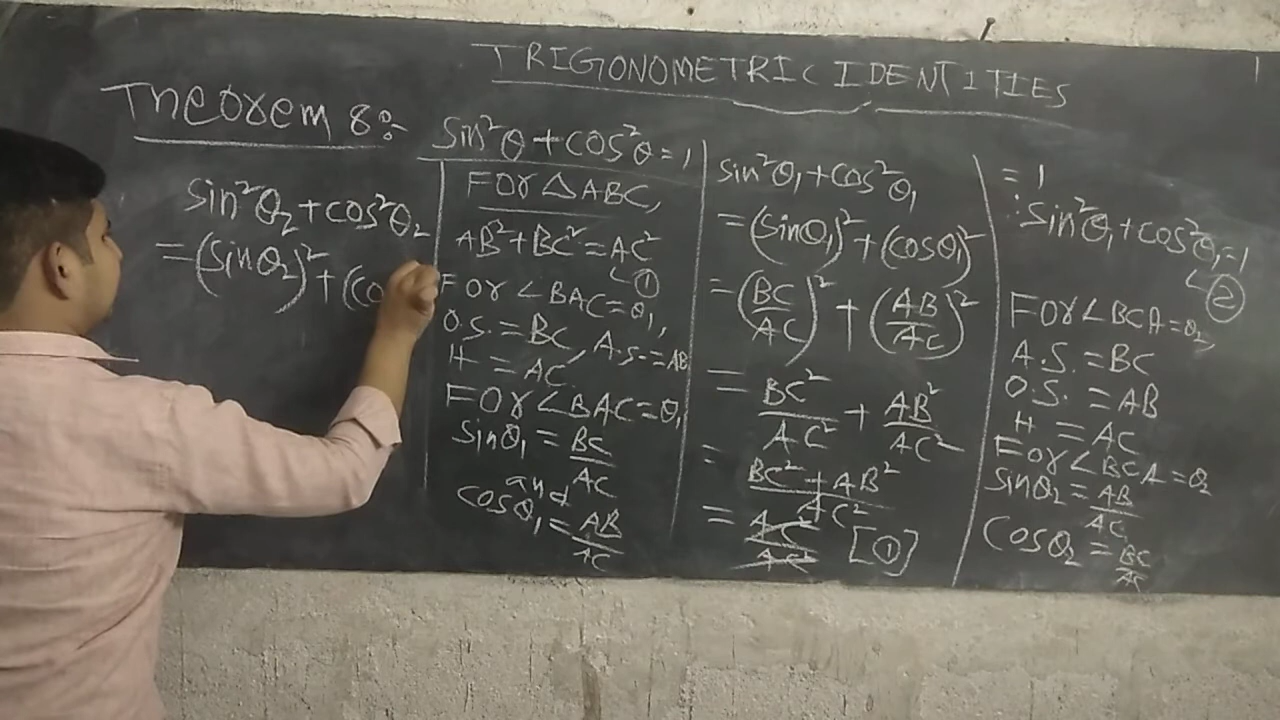 TRIGONOMETRIC IDENTITIES
Theorem 8:-
sin²θ + cos²θ = 1
For △ABC,
AB² + BC² = AC²
①
For ∠BAC = θ₁,
O.S. = BC, A.S. = AB
H = AC
For ∠BAC = θ₁
sinθ₁ = BC/AC
and
cosθ₁ = AB/AC
sin²θ₁ + cos²θ₁
= (sinθ₁)² + (cosθ₁)²
= (BC/AC)² + (AB/AC)²
= BC²/AC² + AB²/AC²
= BC² + AB²/AC²
= AC²/AC² [①]
= 1
∴ sin²θ₁ + cos²θ₁ = 1
②
For ∠BCA = θ₂,
A.S. = BC
O.S. = AB
H = AC
For ∠BCA = θ₂
sinθ₂ = AB/AC
cosθ₂ = BC/AC
sin²θ₂ + cos²θ₂
= (sinθ₂)² + (co